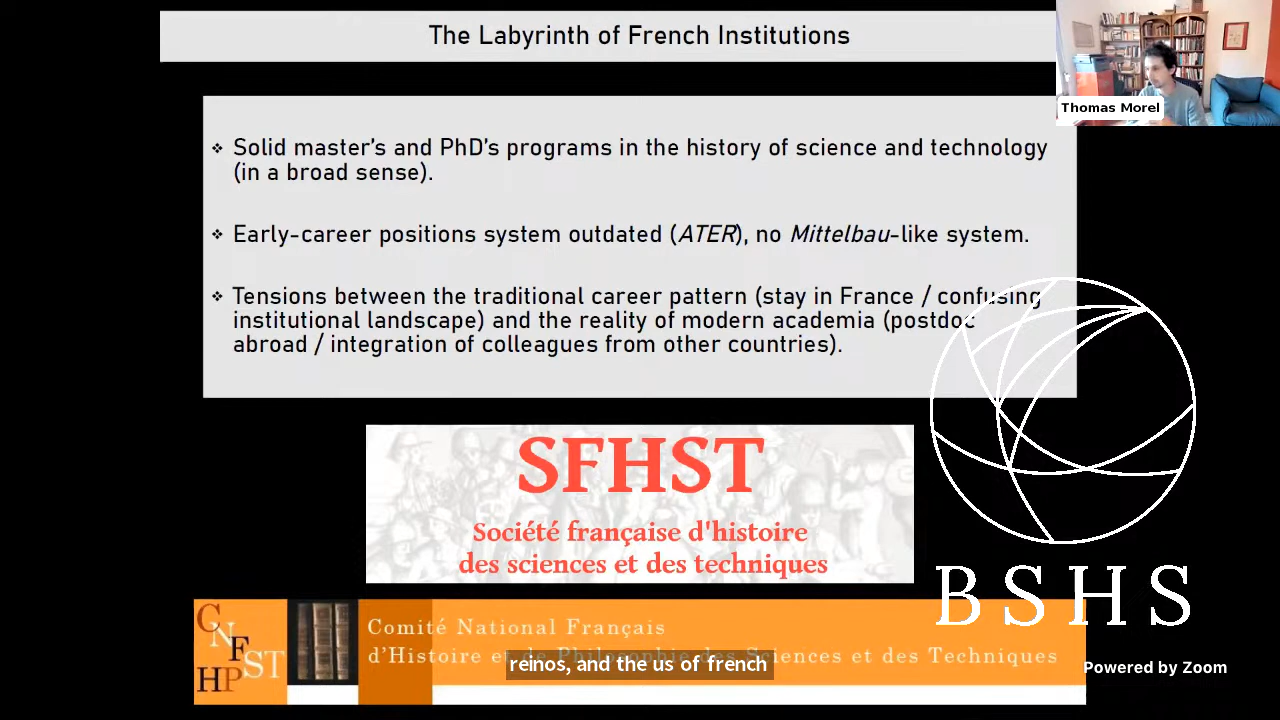 The Labyrinth of French Institutions
Thomas Morel
❖ Solid master's and PhD's programs in the history of science and technology
(in a broad sense).
❖ Early-career positions system outdated (ATER), no Mittelbau-like system.
❖ Tensions between the traditional career pattern (stay in France / confusing
institutional landscape) and the reality of modern academia (postdoc
abroad / integration of colleagues from other countries).
SFHST
Société française d'histoire
des sciences et des techniques
BSHS
CNFHPST
Comité National Français
d'Histoire et de Philosophie des Sciences et des Techniques
reinos, and the us of french
Powered by Zoom